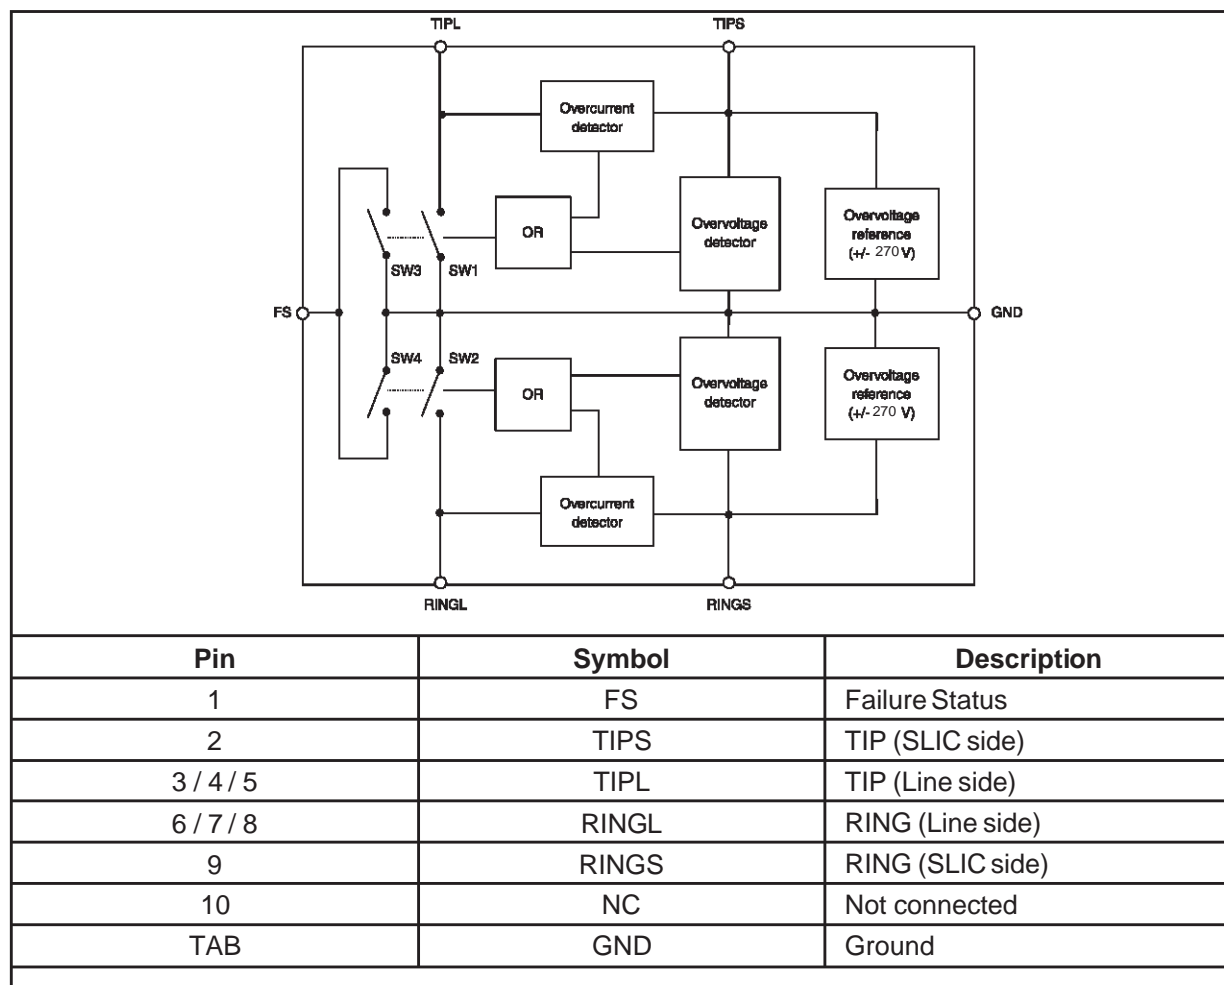 TIPL TIPS
Overcurrent
detector
OR
Overvoltage
detector
Overvoltage
reference
(+/- 270 V)
SW3 SW1
FS GND
SW4 SW2
OR
Overvoltage
detector
Overvoltage
reference
(+/- 270 V)
Overcurrent
detector
RINGL RINGS
Pin Symbol Description
1 FS Failure Status
2 TIPS TIP (SLIC side)
3 / 4 / 5 TIPL TIP (Line side)
6 / 7 / 8 RINGL RING (Line side)
9 RINGS RING (SLIC side)
10 NC Not connected
TAB GND Ground